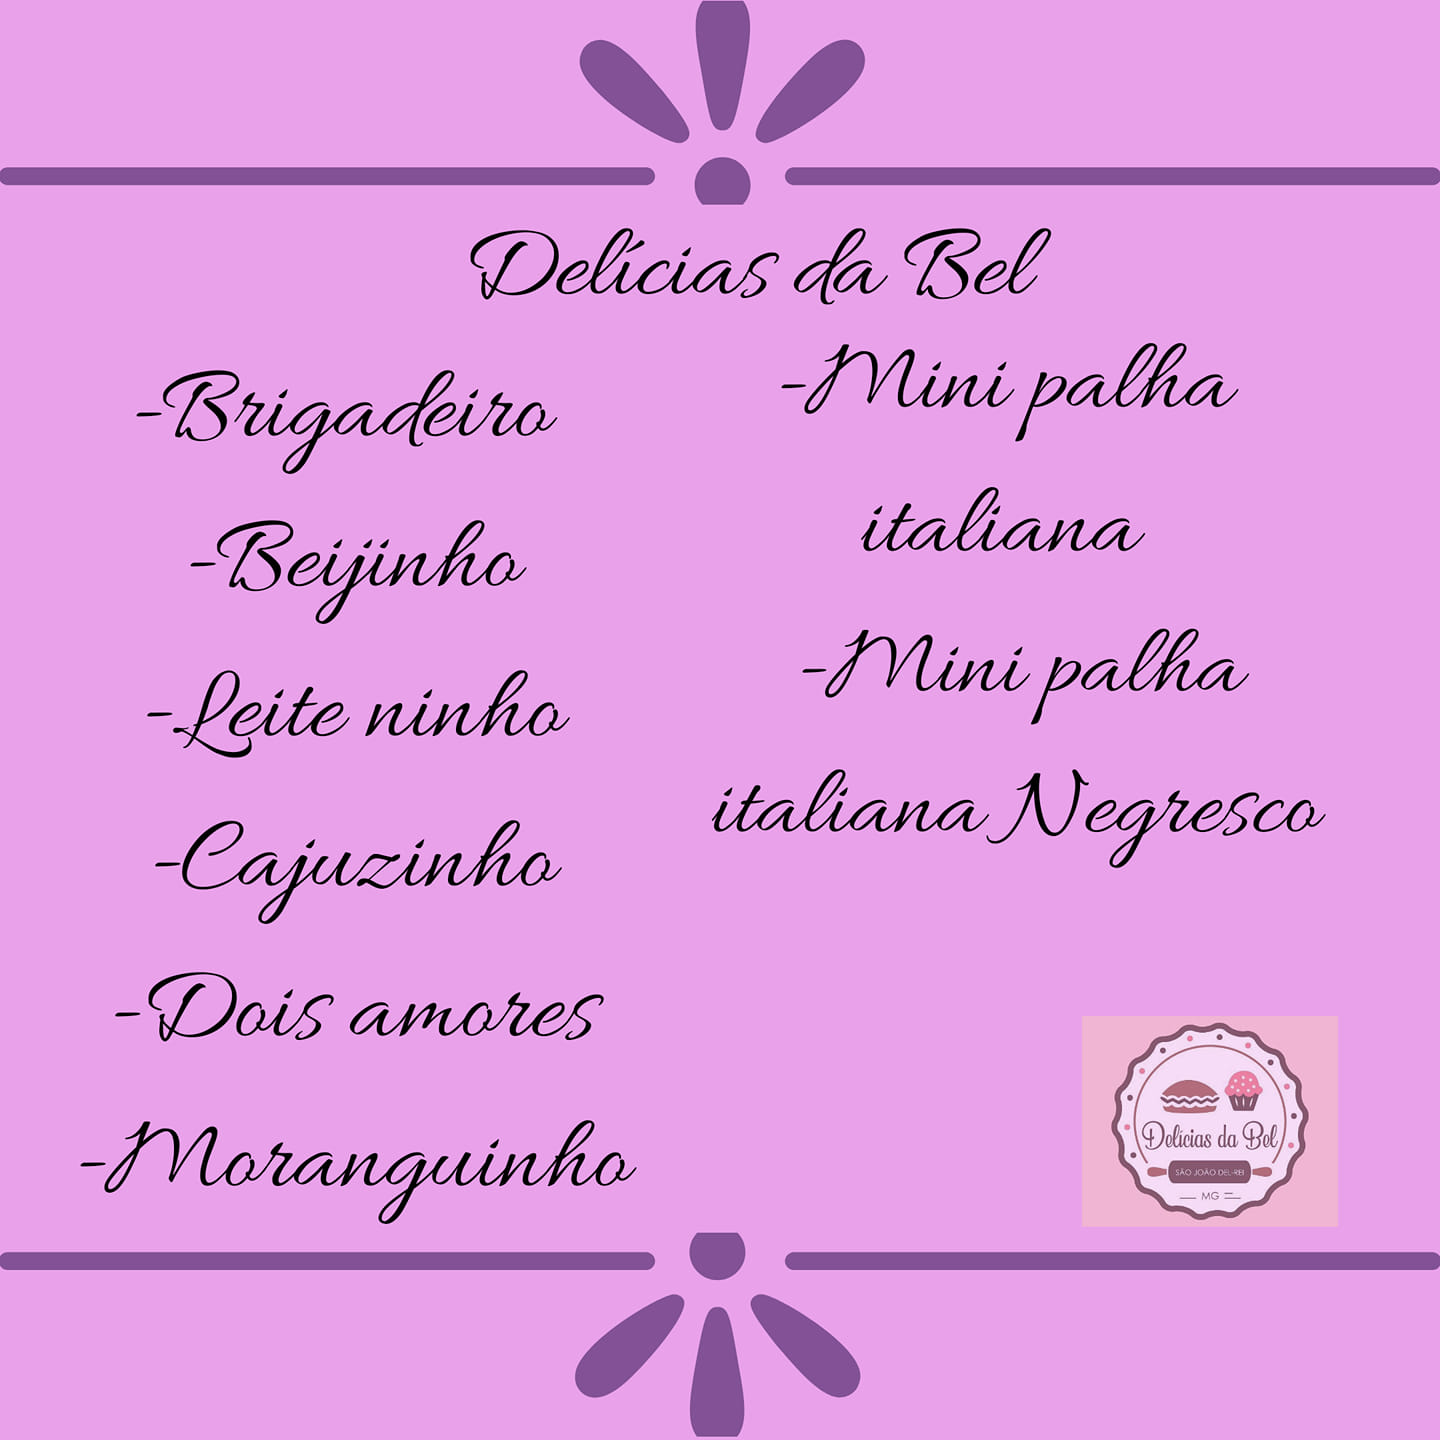 Delícias da Bel
-Brigadeiro
-Beijinho
-Leite ninho
-Cajuzinho
-Dois amores
-Moranguinho
-Mini palha
italiana
-Mini palha
italiana Negresco
Delícias da Bel
SÃO JOÃO DEL-REI
MG